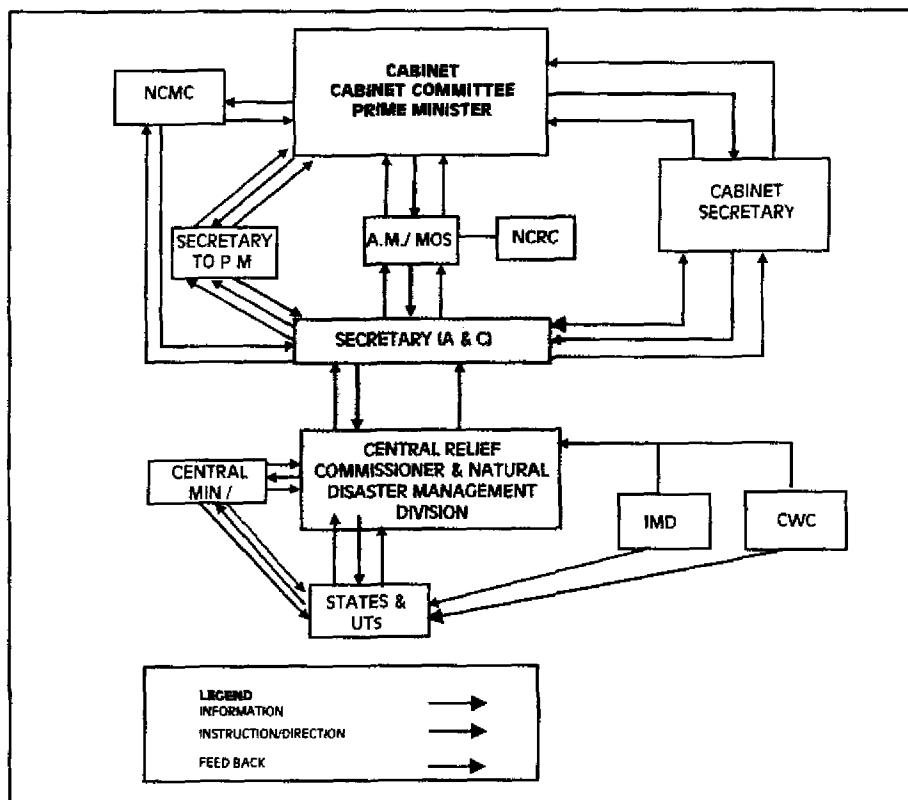 CABINET
CABINET COMMITTEE
PRIME MINISTER
NCMC
CABINET
SECRETARY
SECRETARY
TO P.M
A.M./ MOS
NCRC
SECRETARY (A & C)
CENTRAL RELIEF
COMMISSIONER & NATURAL
DISASTER MANAGEMENT
DIVISION
CENTRAL
MIN /
IMD
CWC
STATES &
UTs
LEGEND
INFORMATION
INSTRUCTION/DIRECTION
FEED BACK